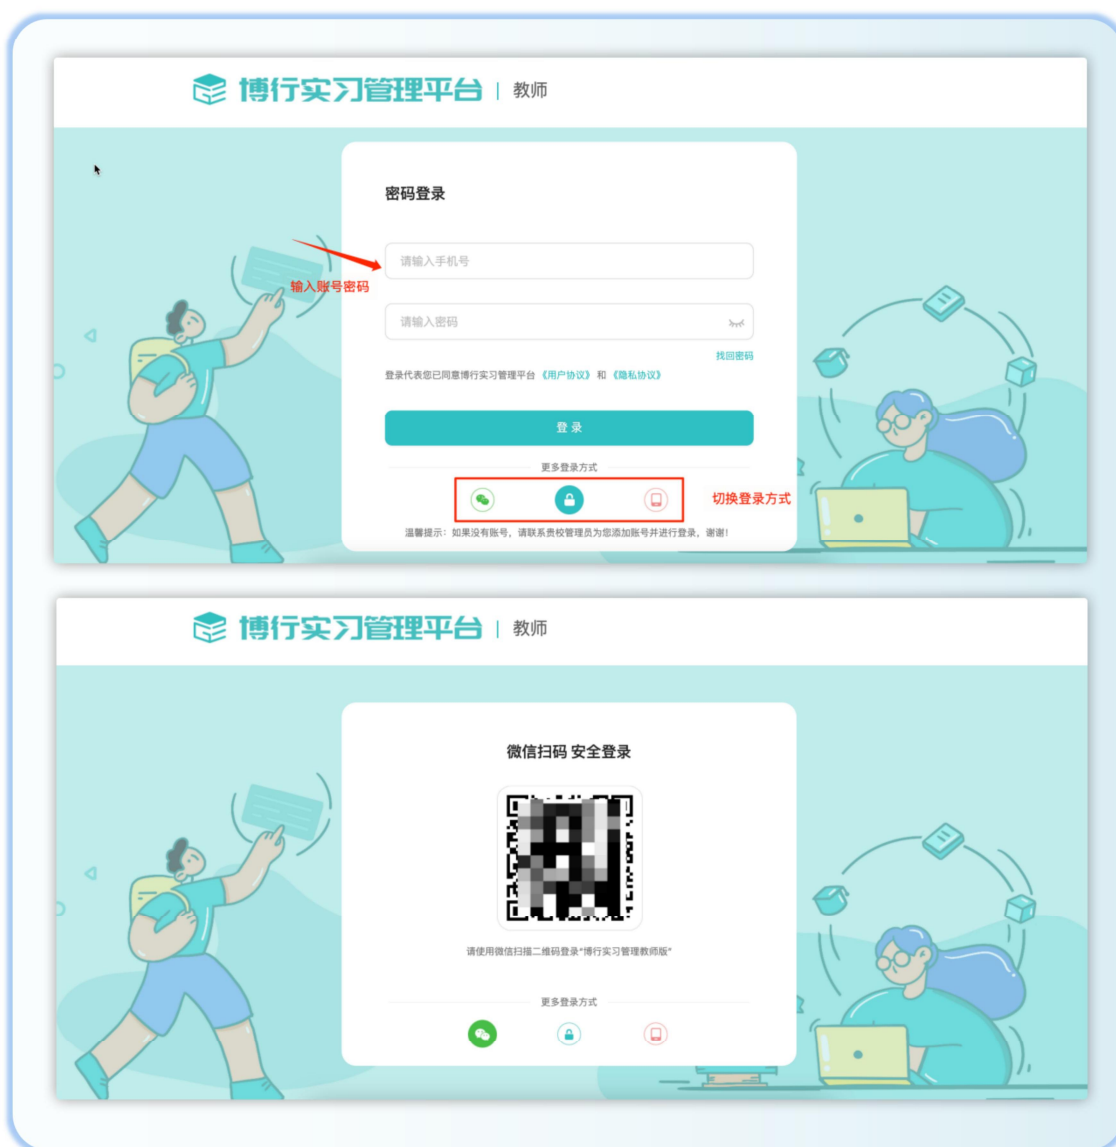 博行实习管理平台 | 教师
密码登录
请输入手机号
输入账号密码
请输入密码
找回密码
登录代表您已同意博行实习管理平台《用户协议》和《隐私协议》
登 录
更多登录方式
切换登录方式
温馨提示：如果没有账号，请联系贵校管理员为您添加账号并进行登录，谢谢!
博行实习管理平台 | 教师
微信扫码 安全登录
请使用微信扫描二维码登录“博行实习管理教师版”
更多登录方式